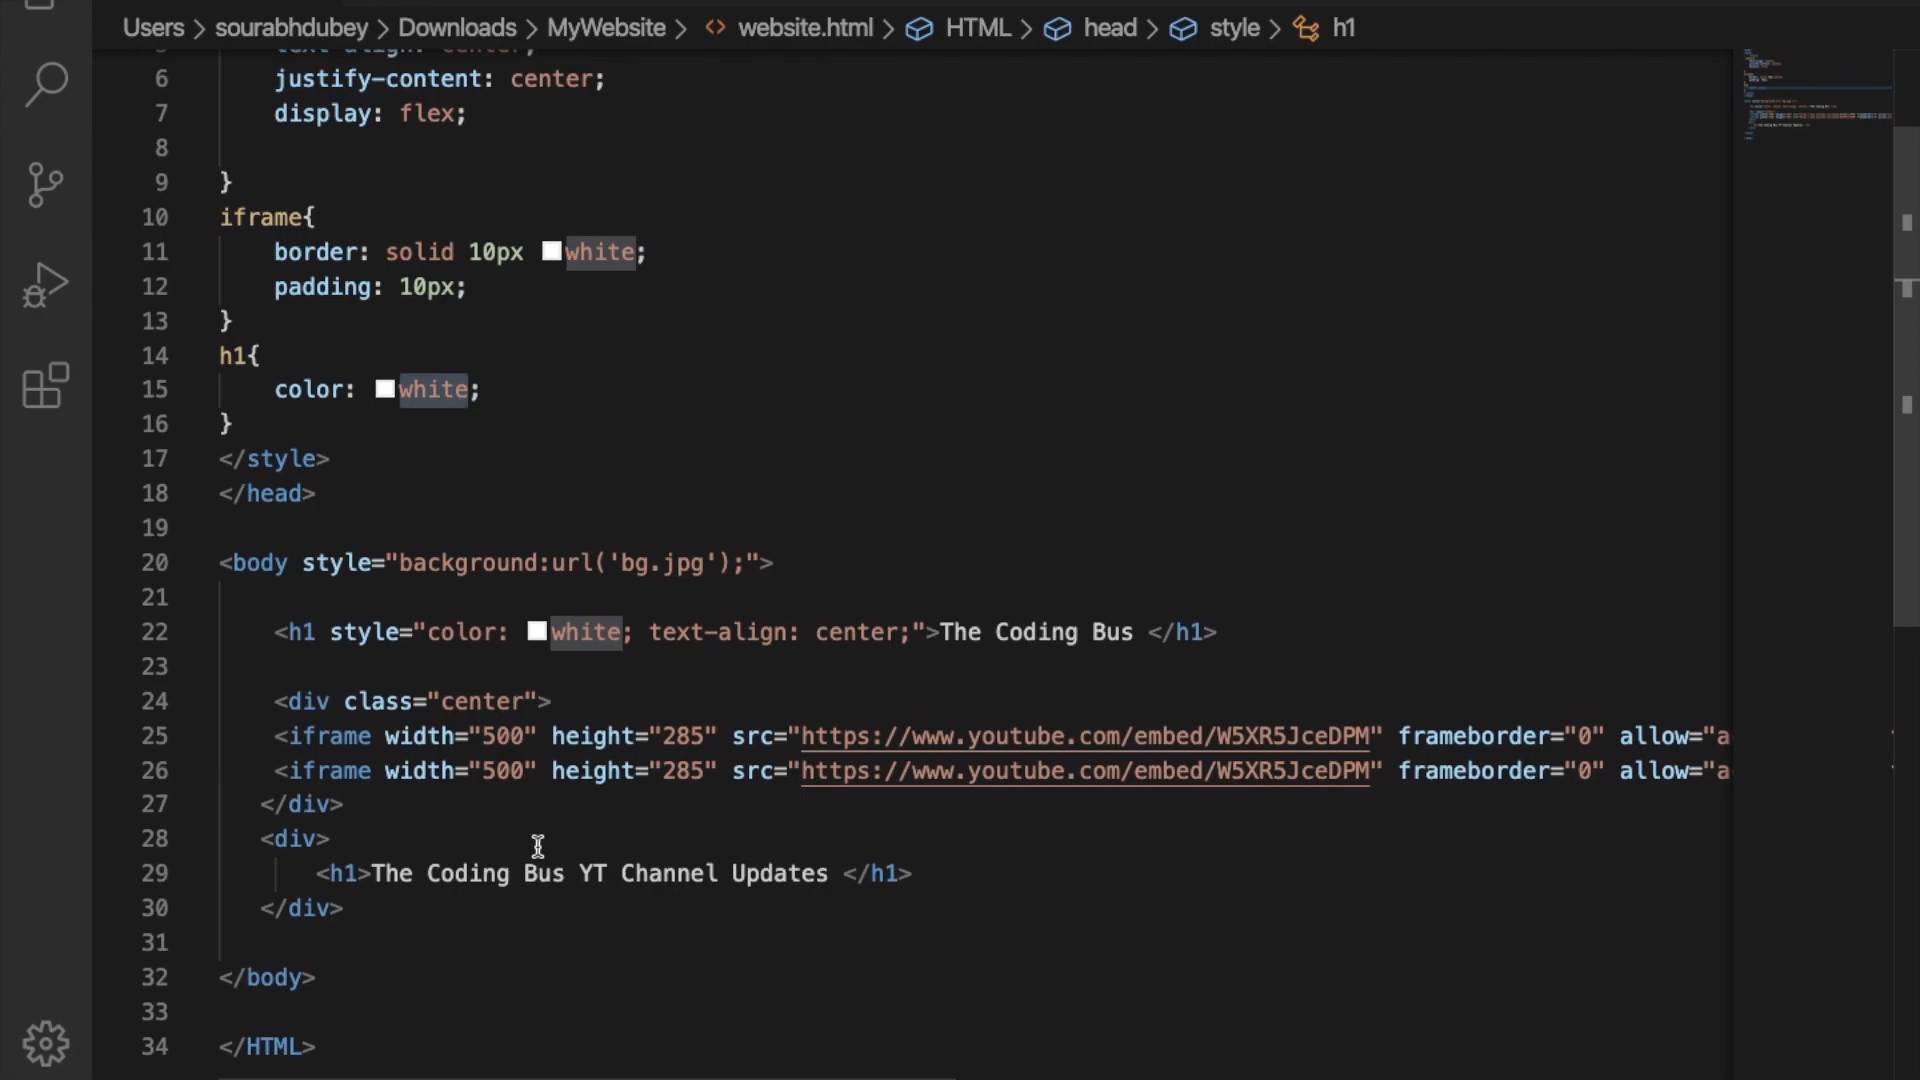 Users > sourabhdubey > Downloads > MyWebsite > website.html > HTML > head > style > h1
text-align: center;
6 justify-content: center;
7 display: flex;
8
9 }
10 iframe{
11 border: solid 10px white;
12 padding: 10px;
13 }
14 h1{
15 color: white;
16 }
17 </style>
18 </head>
19
20 <body style="background:url('bg.jpg');">
21
22 <h1 style="color: white; text-align: center;">The Coding Bus </h1>
23
24 <div class="center">
25 <iframe width="500" height="285" src="https://www.youtube.com/embed/W5XR5JceDPM" frameborder="0" allow="a
26 <iframe width="500" height="285" src="https://www.youtube.com/embed/W5XR5JceDPM" frameborder="0" allow="a
27 </div>
28 <div>
29 <h1>The Coding Bus YT Channel Updates </h1>
30 </div>
31
32 </body>
33
34 </HTML>